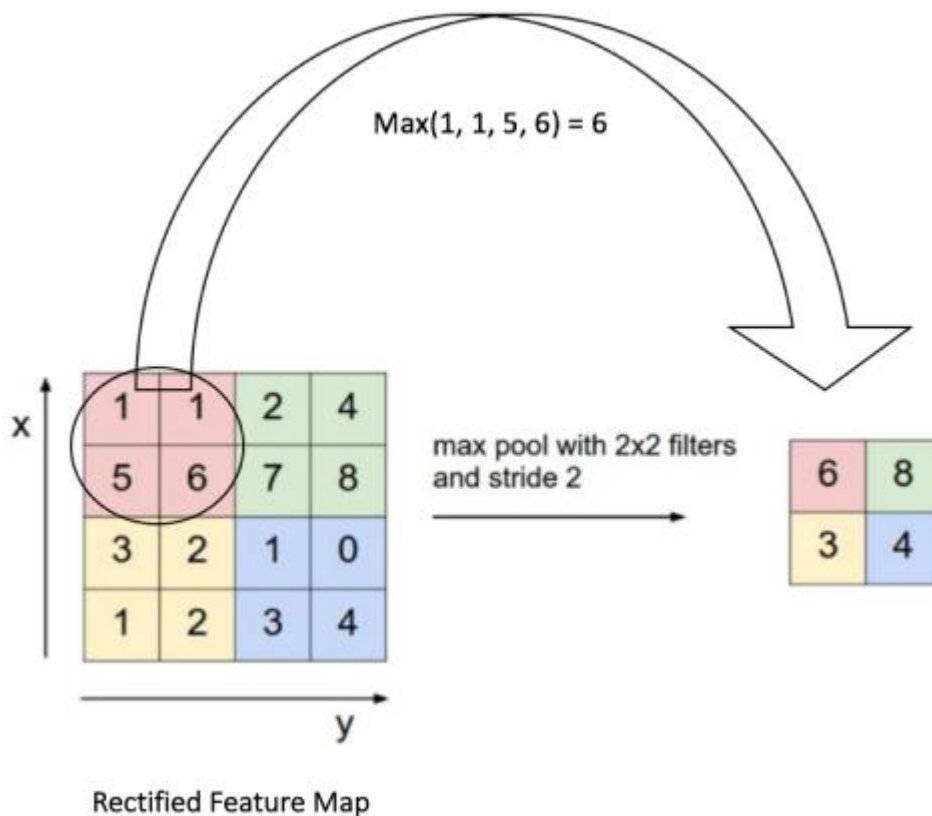 Max(1, 1, 5, 6) = 6
x
1 1 2 4
5 6 7 8
3 2 1 0
1 2 3 4
y
max pool with 2x2 filters
and stride 2
6 8
3 4
Rectified Feature Map